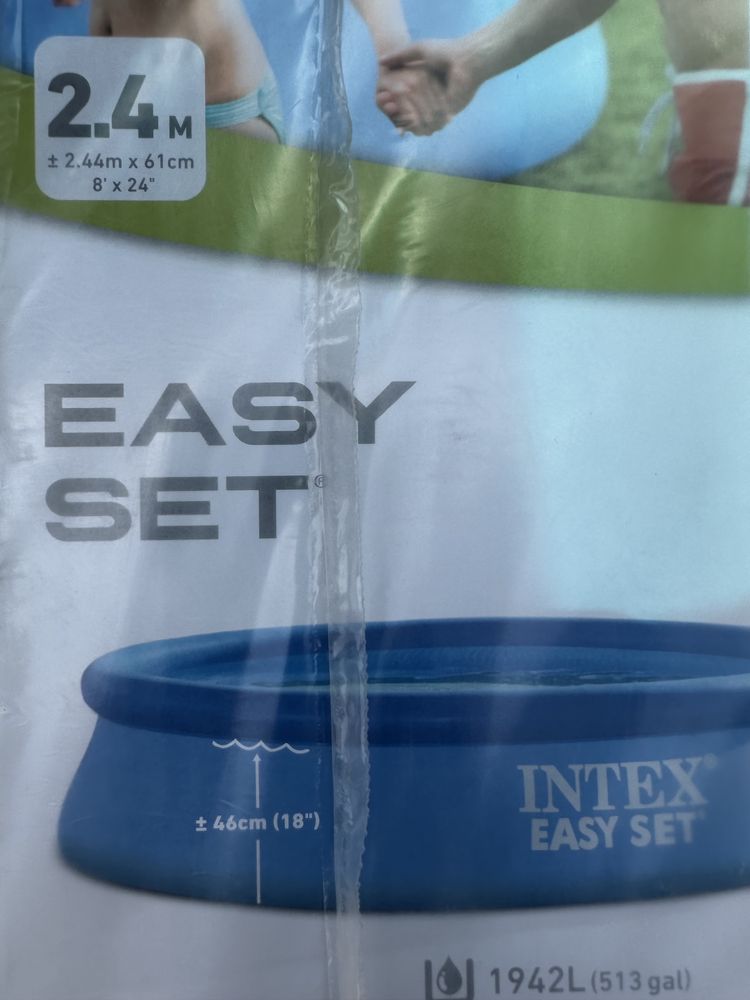 2.4 M
± 2.44m x 61cm
8' x 24"
EASY
SET®
INTEX®
EASY SET®
± 46cm (18")
1942L (513 gal)